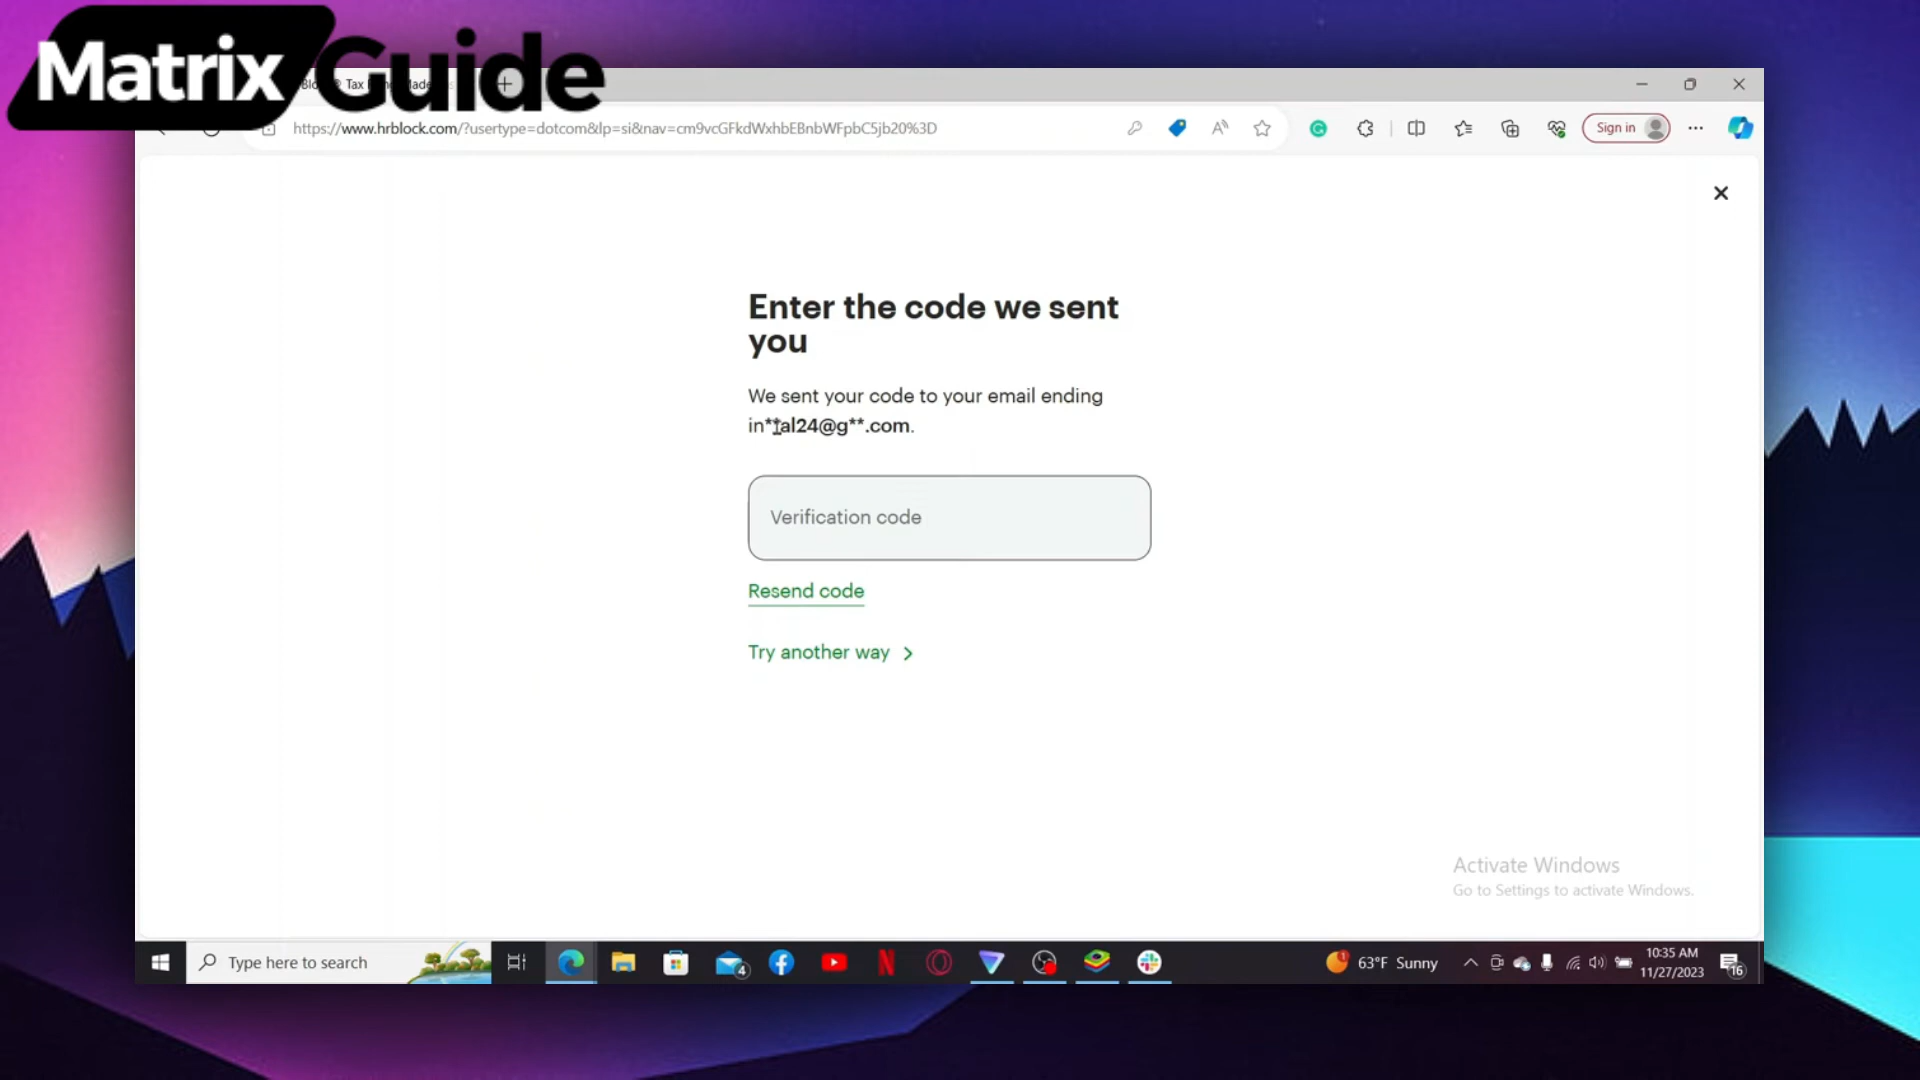 Matrix Guide
https://www.hrblock.com/?usertype=dotcom&lp=si&nav=cm9vcGFkdWxhbEBnbWFpbC5jb20%3D
Sign in
Enter the code we sent
you
We sent your code to your email ending
in**al24@g**.com.
Verification code
Resend code
Try another way
Activate Windows
Go to Settings to activate Windows.
Type here to search
4
63°F Sunny
10:35 AM
11/27/2023
16